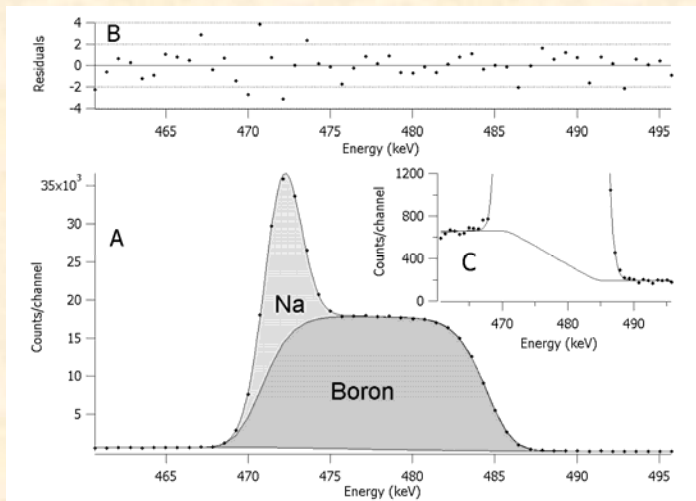 B
Residuals
4
2
0
-2
-4
465 470 475 480 485 490 495
Energy (keV)
A
Counts/channel
35x10³
30
25
20
15
10
5
Na
Boron
465 470 475 480 485 490 495
Energy (keV)
C
Counts/channel
1200
800
400
0
470 480 490
Energy (keV)